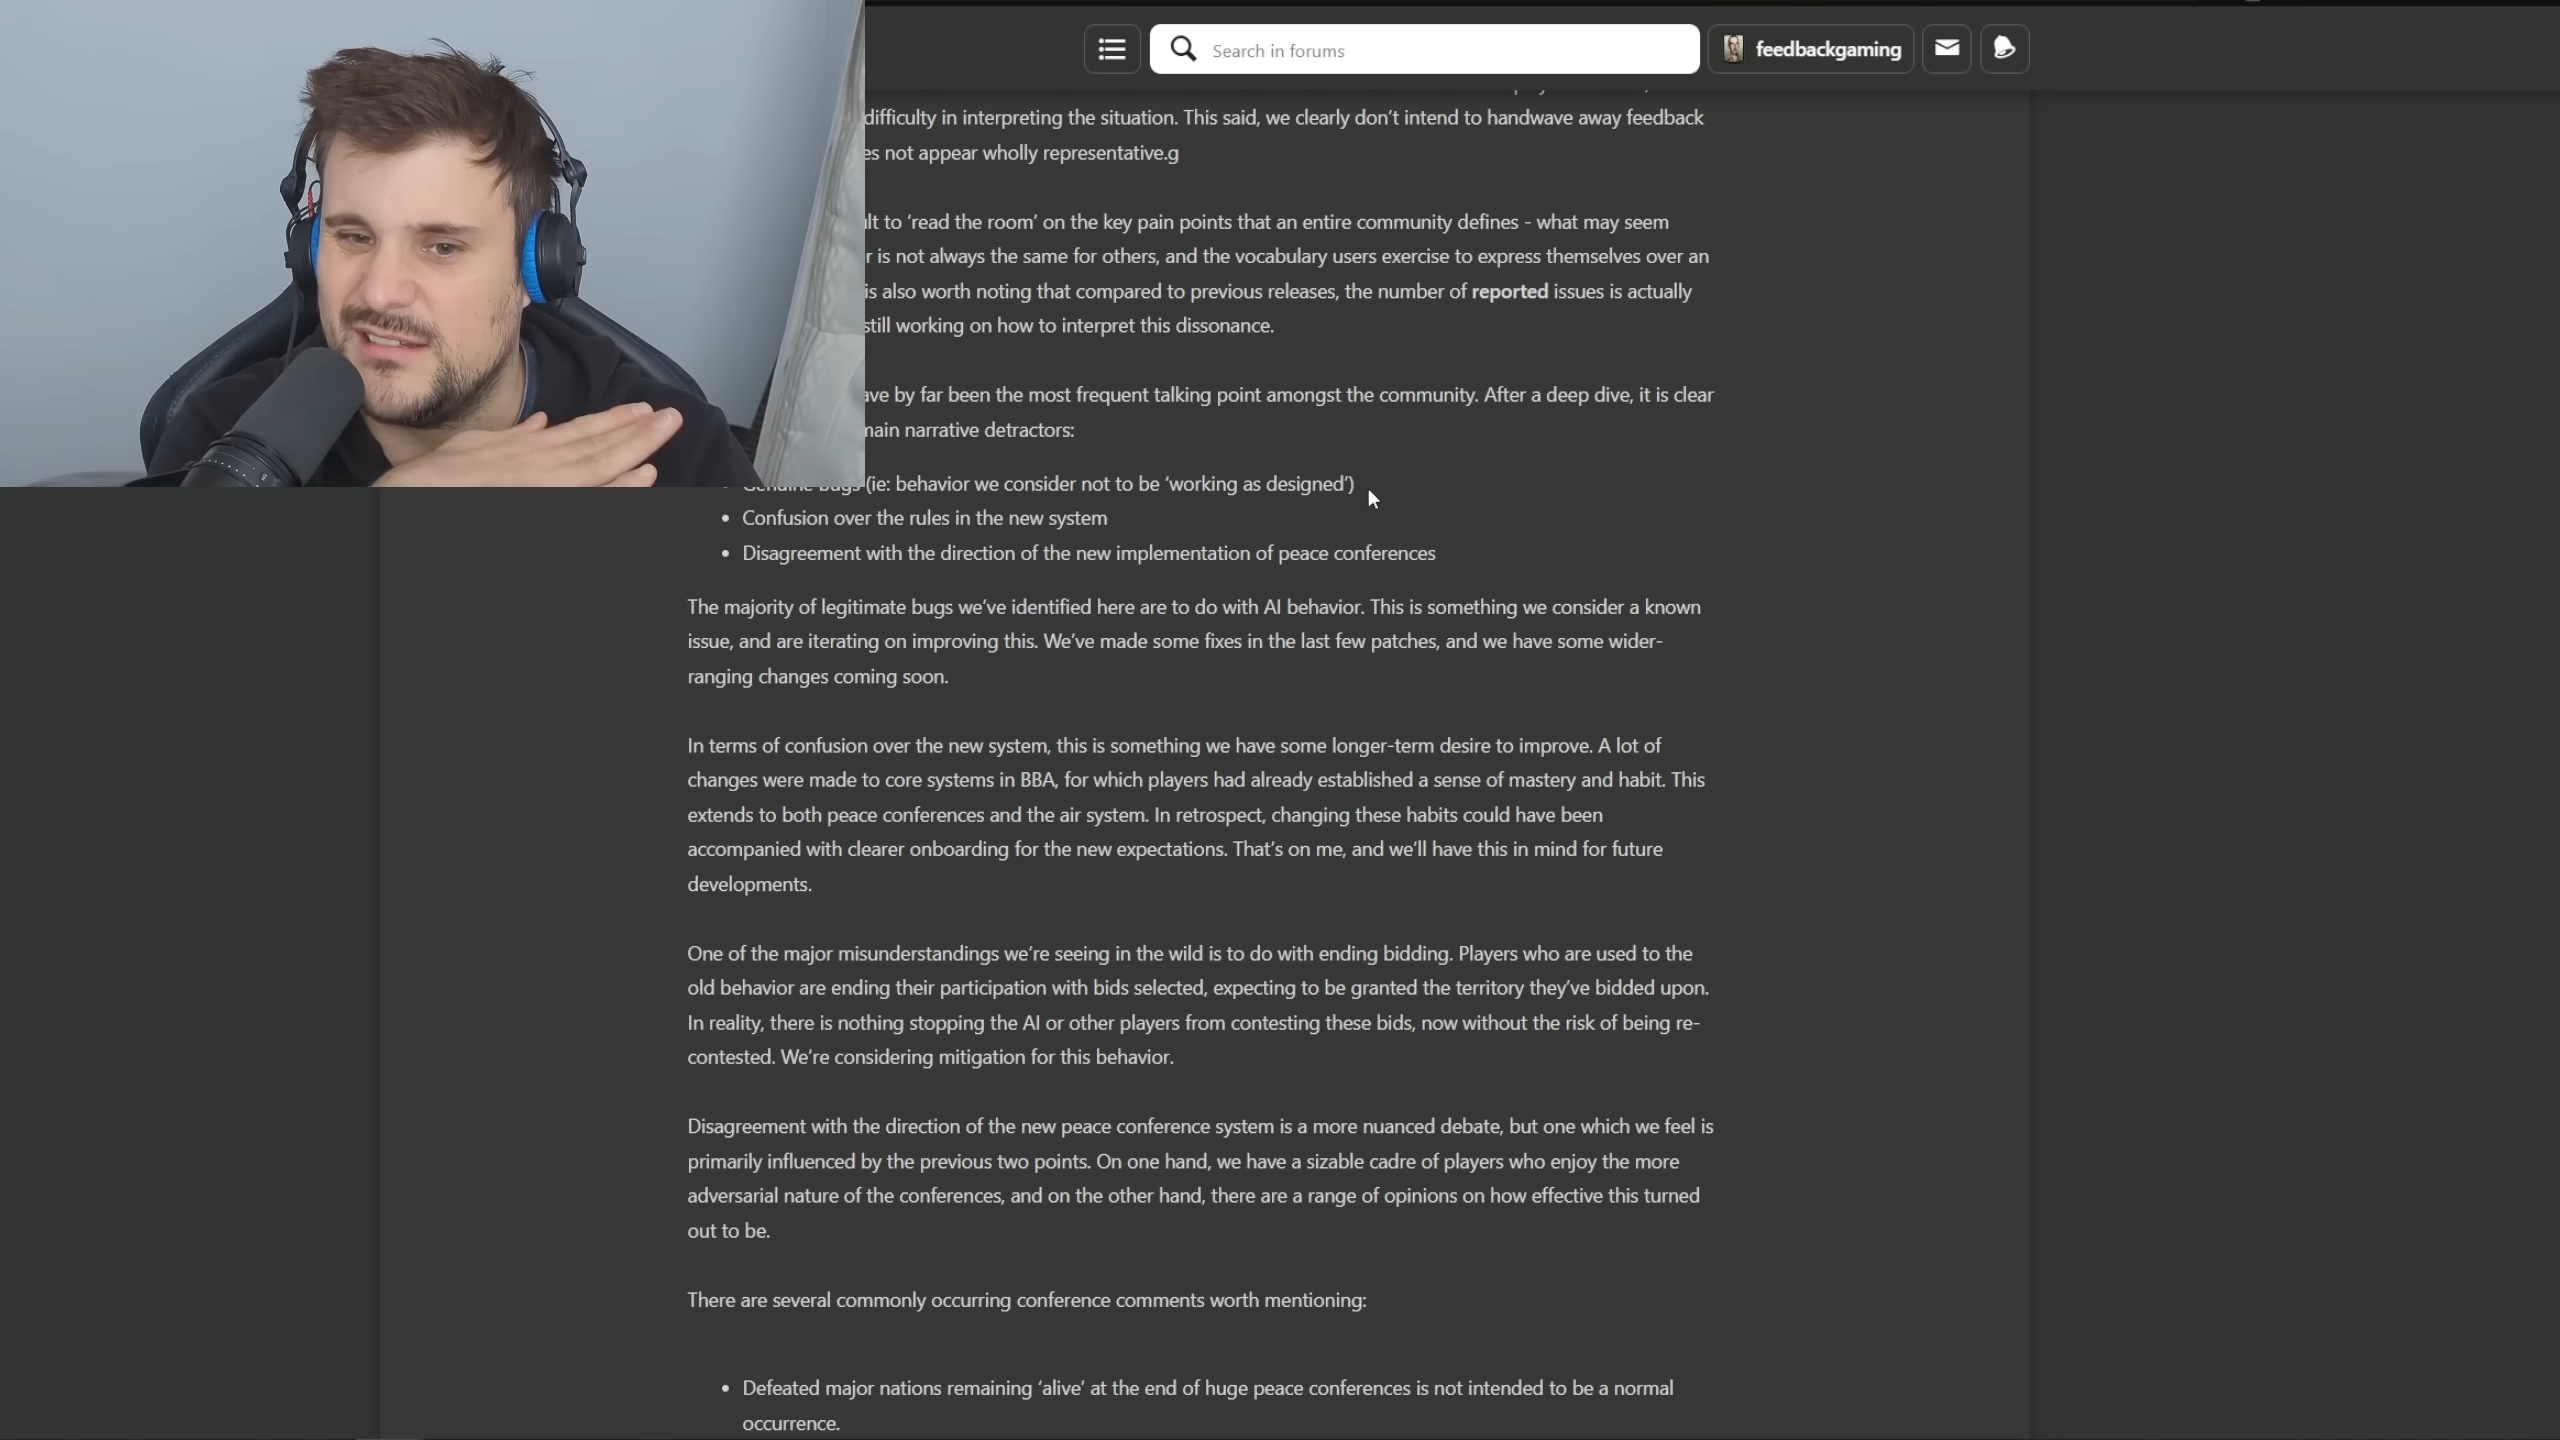 Search in forums
feedbackgaming
difficulty in interpreting the situation. This said, we clearly don’t intend to handwave away feedback
not appear wholly representative.g
to ‘read the room’ on the key pain points that an entire community defines - what may seem
is not always the same for others, and the vocabulary users exercise to express themselves over an
is also worth noting that compared to previous releases, the number of reported issues is actually
still working on how to interpret this dissonance.
by far been the most frequent talking point amongst the community. After a deep dive, it is clear
narrative detractors:
• Genuine bugs (ie: behavior we consider not to be ‘working as designed’)
• Confusion over the rules in the new system
• Disagreement with the direction of the new implementation of peace conferences
The majority of legitimate bugs we’ve identified here are to do with AI behavior. This is something we consider a known
issue, and are iterating on improving this. We’ve made some fixes in the last few patches, and we have some wider-
ranging changes coming soon.
In terms of confusion over the new system, this is something we have some longer-term desire to improve. A lot of
changes were made to core systems in BBA, for which players had already established a sense of mastery and habit. This
extends to both peace conferences and the air system. In retrospect, changing these habits could have been
accompanied with clearer onboarding for the new expectations. That’s on me, and we’ll have this in mind for future
developments.
One of the major misunderstandings we’re seeing in the wild is to do with ending bidding. Players who are used to the
old behavior are ending their participation with bids selected, expecting to be granted the territory they’ve bidded upon.
In reality, there is nothing stopping the AI or other players from contesting these bids, now without the risk of being re-
contested. We’re considering mitigation for this behavior.
Disagreement with the direction of the new peace conference system is a more nuanced debate, but one which we feel is
primarily influenced by the previous two points. On one hand, we have a sizable cadre of players who enjoy the more
adversarial nature of the conferences, and on the other hand, there are a range of opinions on how effective this turned
out to be.
There are several commonly occurring conference comments worth mentioning:
• Defeated major nations remaining ‘alive’ at the end of huge peace conferences is not intended to be a normal
occurrence.